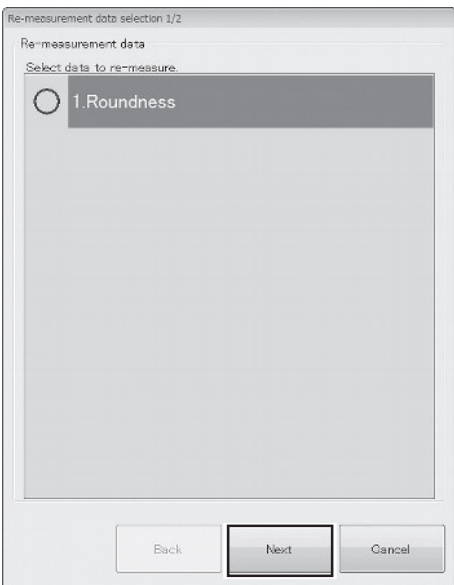 Re-measurement data selection 1/2
Re-measurement data
Select data to re-measure.
1.Roundness
Back
Next
Cancel